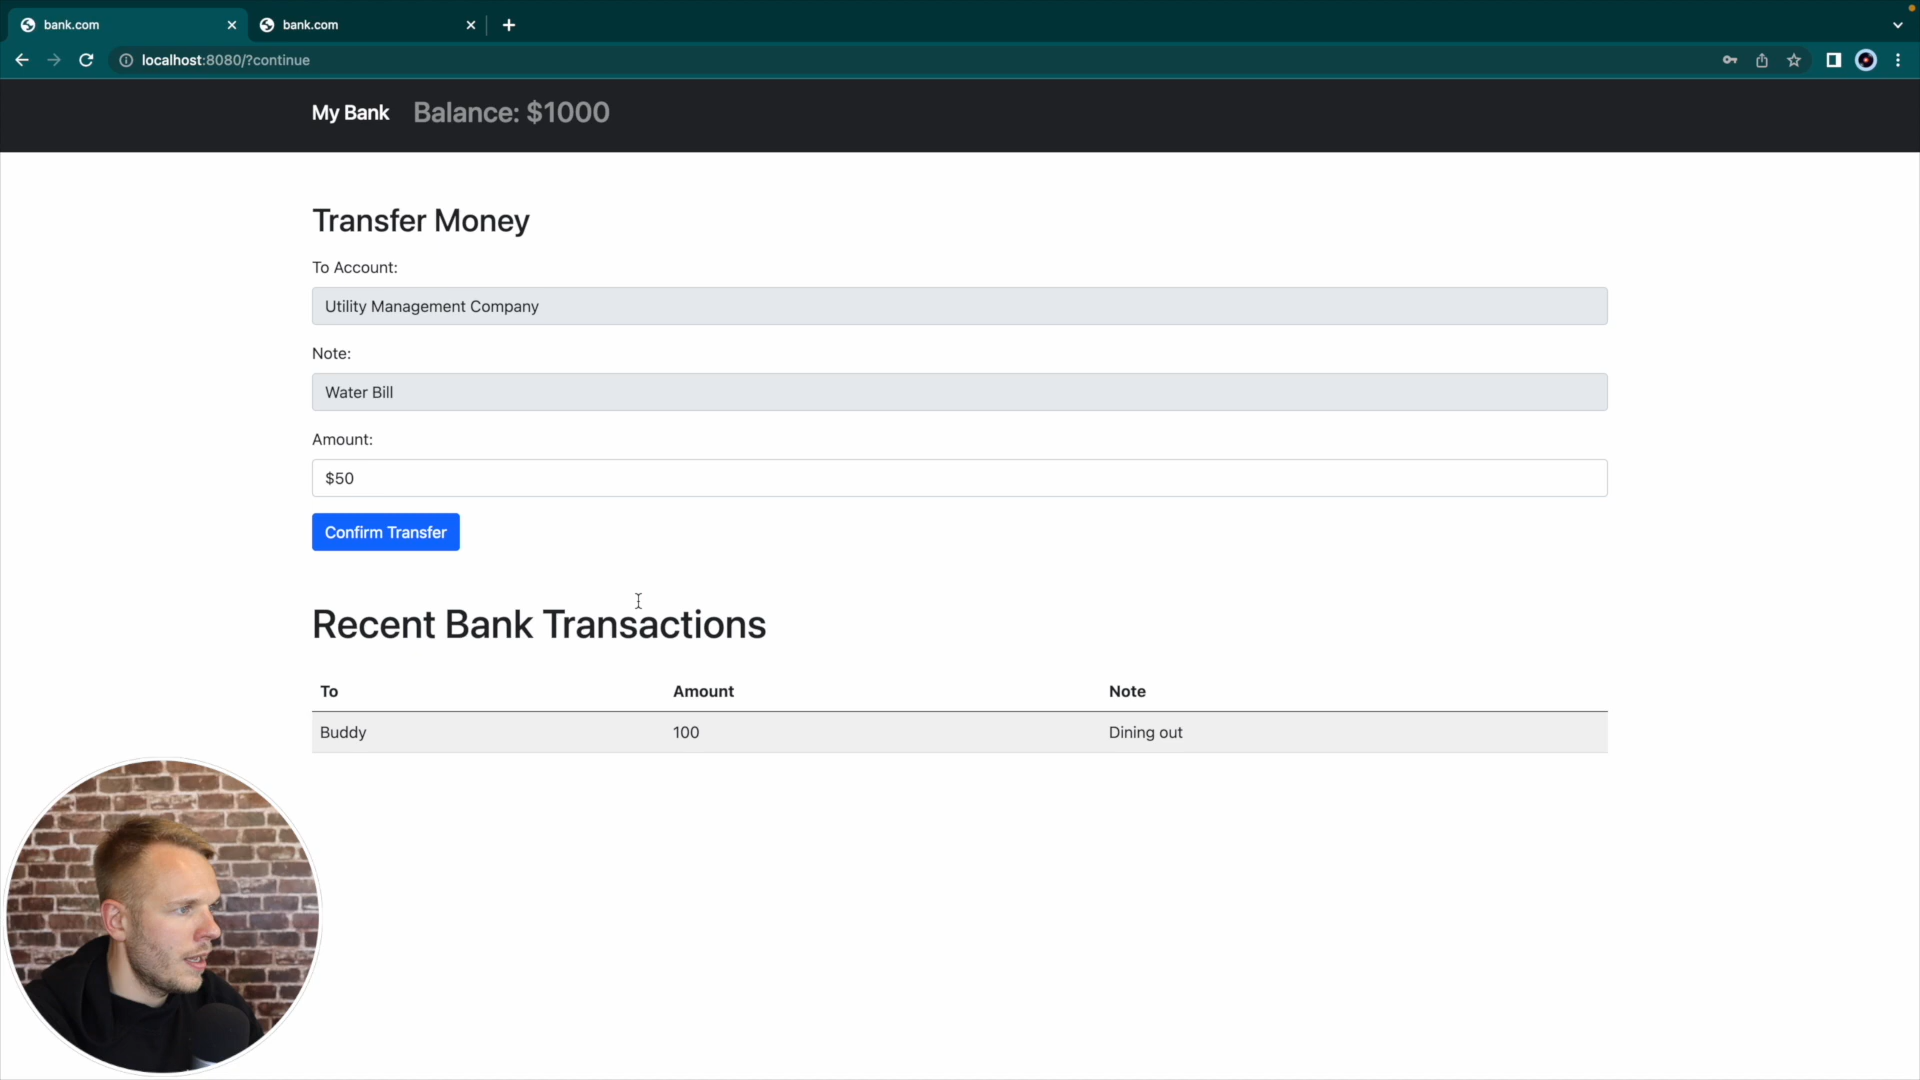 bank.com
bank.com
localhost:8080/?continue
My Bank Balance: $1000
Transfer Money
To Account:
Utility Management Company
Note:
Water Bill
Amount:
$50
Confirm Transfer
Recent Bank Transactions
To Amount Note
Buddy 100 Dining out